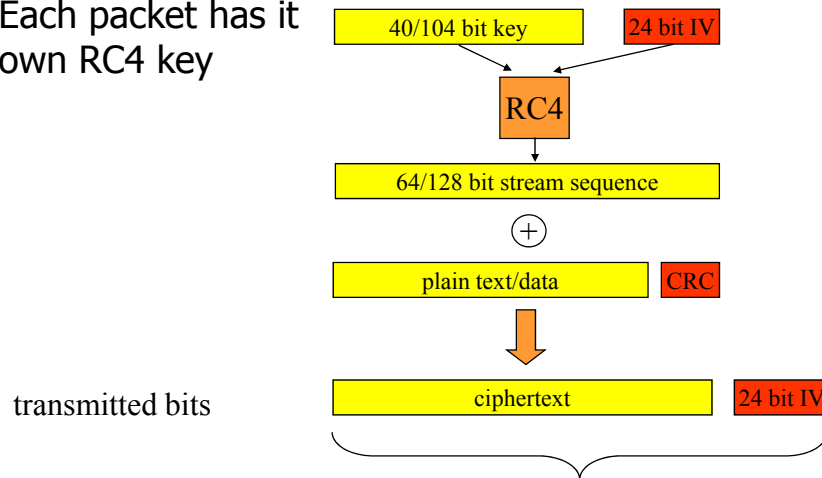 Each packet has it
own RC4 key
40/104 bit key
24 bit IV
RC4
64/128 bit stream sequence
+
plain text/data
CRC
ciphertext
24 bit IV
transmitted bits